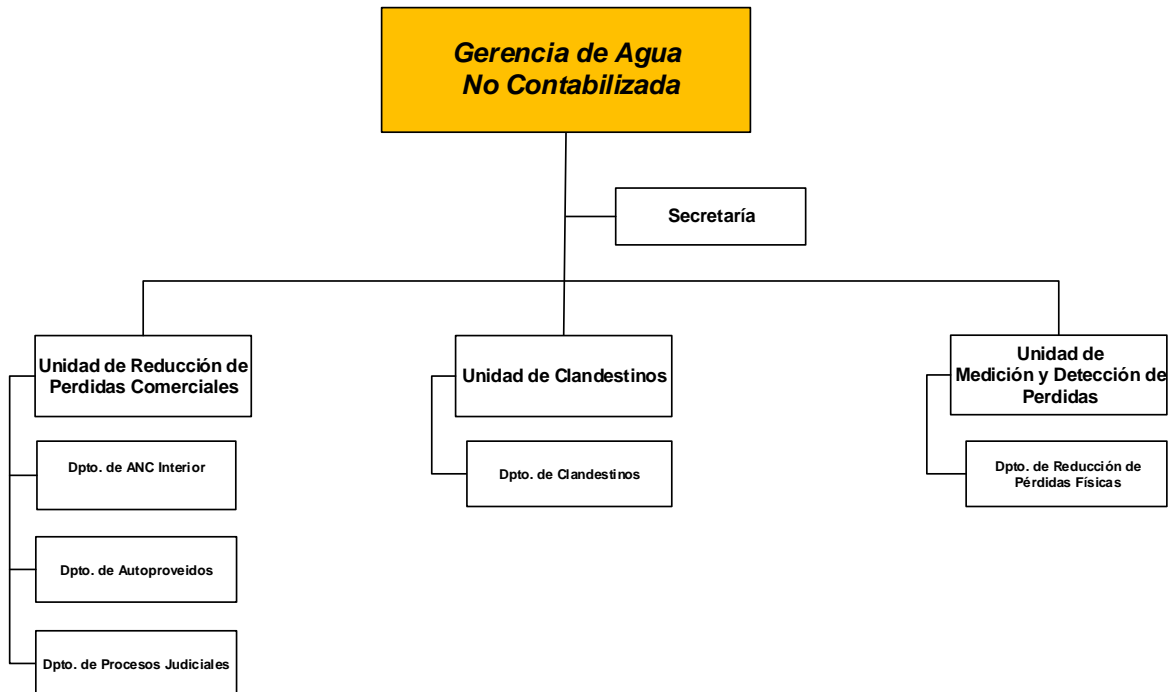 Gerencia de Agua
No Contabilizada
Secretaría
Unidad de Reducción de
Perdidas Comerciales
Unidad de Clandestinos
Unidad de
Medición y Detección de
Perdidas
Dpto. de ANC Interior
Dpto. de Clandestinos
Dpto. de Reducción de
Pérdidas Físicas
Dpto. de Autoproveidos
Dpto. de Procesos Judiciales